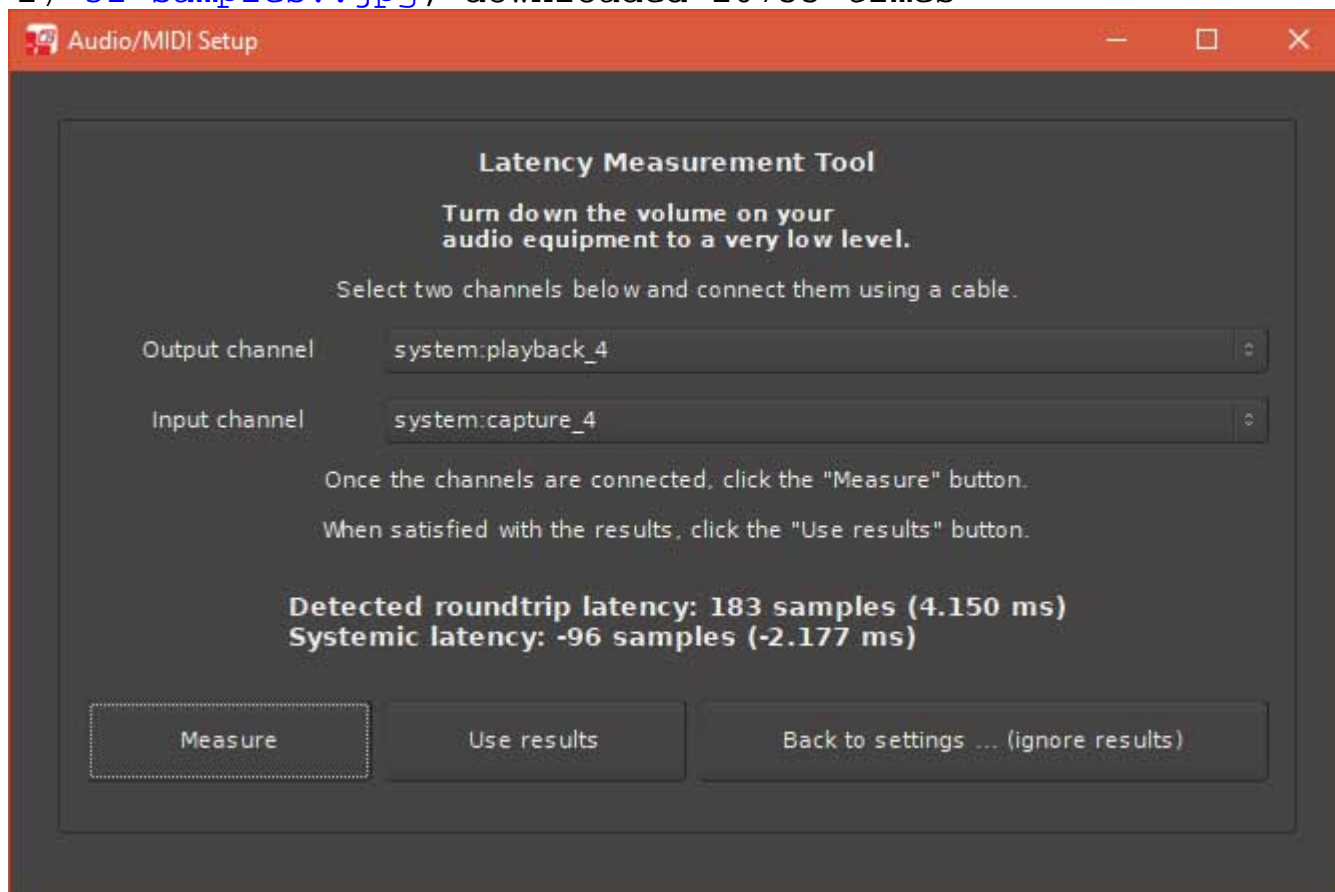 Audio/MIDI Setup
Latency Measurement Tool
Turn down the volume on your
audio equipment to a very low level.
Select two channels below and connect them using a cable.
Output channel system:playback_4
Input channel system:capture_4
Once the channels are connected, click the "Measure" button.
When satisfied with the results, click the "Use results" button.
Detected roundtrip latency: 183 samples (4.150 ms)
Systemic latency: -96 samples (-2.177 ms)
Measure Use results Back to settings ... (ignore results)